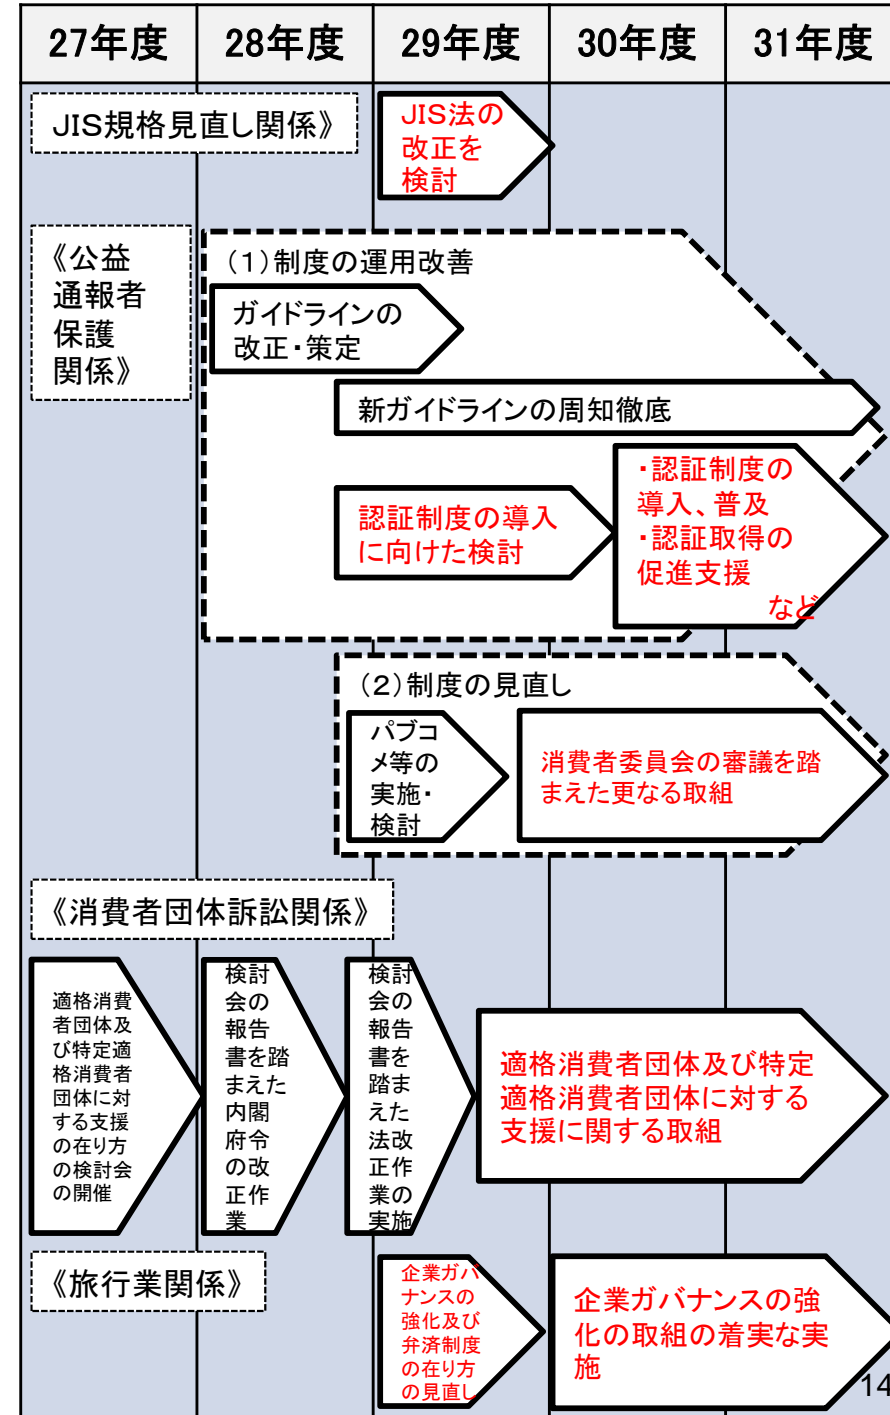 27年度
28年度
29年度
30年度
31年度
JIS規格見直し関係》
JIS法の
改正を
検討
《公益
通報者
保護
関係》
(1)制度の運用改善
ガイドラインの
改正・策定
新ガイドラインの周知徹底
認証制度の導入
に向けた検討
・認証制度の
導入、普及
・認証取得の
促進支援
など
(2)制度の見直し
パブコ
メ等の
実施・
検討
消費者委員会の審議を踏
まえた更なる取組
《消費者団体訴訟関係》
適格消費
者団体及
び特定適
格消費者
団体に対
する支援
の在り方
の検討会
の開催
検討
会の
報告
書を踏
まえた
内閣
府令
の改
正作
業
検討
会の
報告
書を
踏ま
えた
法改
正作
業の
実施
適格消費者団体及び特定
適格消費者団体に対する
支援に関する取組
《旅行業関係》
企業ガバ
ナンスの
強化及び
弁済制度
の在り方
の見直し
企業ガバナンスの強
化の取組の着実な実
施
14